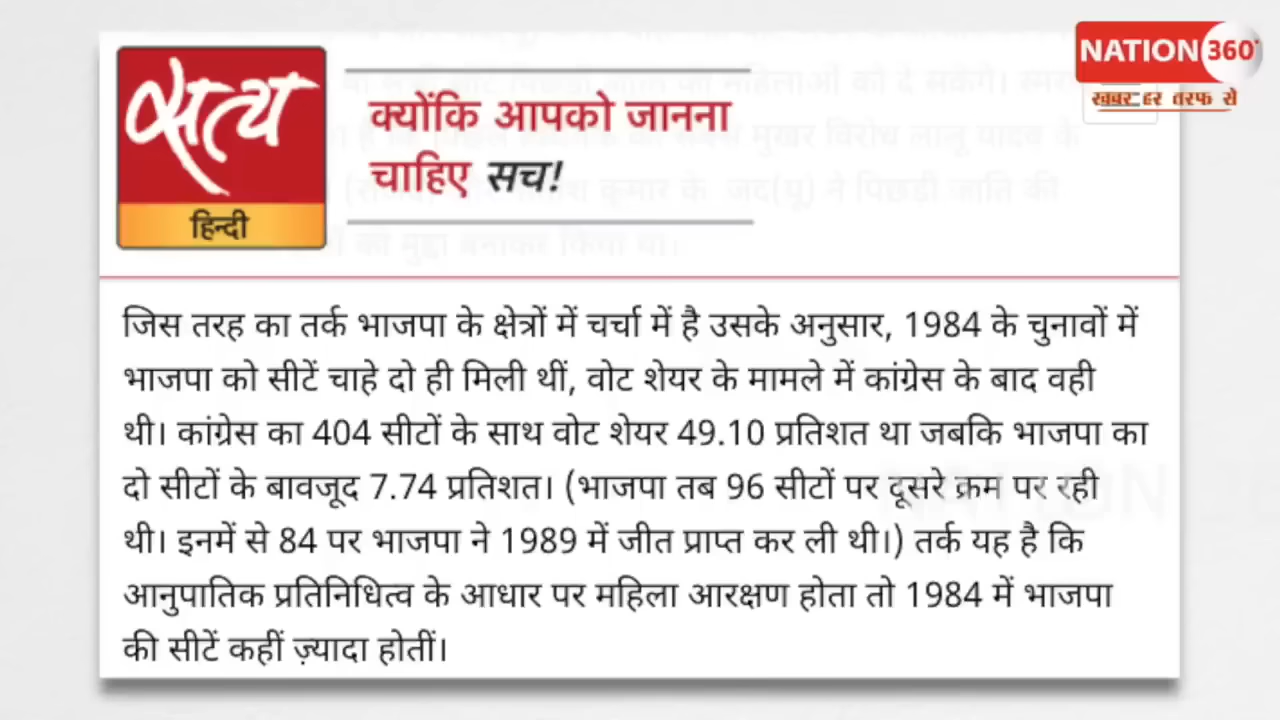 NATION 360°
ख़बर हर तरफ से
सत्य
हिन्दी
क्योंकि आपको जानना
चाहिए सच!
जिस तरह का तर्क भाजपा के क्षेत्रों में चर्चा में है उसके अनुसार, 1984 के चुनावों में
भाजपा को सीटें चाहे दो ही मिली थीं, वोट शेयर के मामले में कांग्रेस के बाद वही
थी। कांग्रेस का 404 सीटों के साथ वोट शेयर 49.10 प्रतिशत था जबकि भाजपा का
दो सीटों के बावजूद 7.74 प्रतिशत। (भाजपा तब 96 सीटों पर दूसरे क्रम पर रही
थी। इनमें से 84 पर भाजपा ने 1989 में जीत प्राप्त कर ली थी।) तर्क यह है कि
आनुपातिक प्रतिनिधित्व के आधार पर महिला आरक्षण होता तो 1984 में भाजपा
की सीटें कहीं ज़्यादा होतीं।